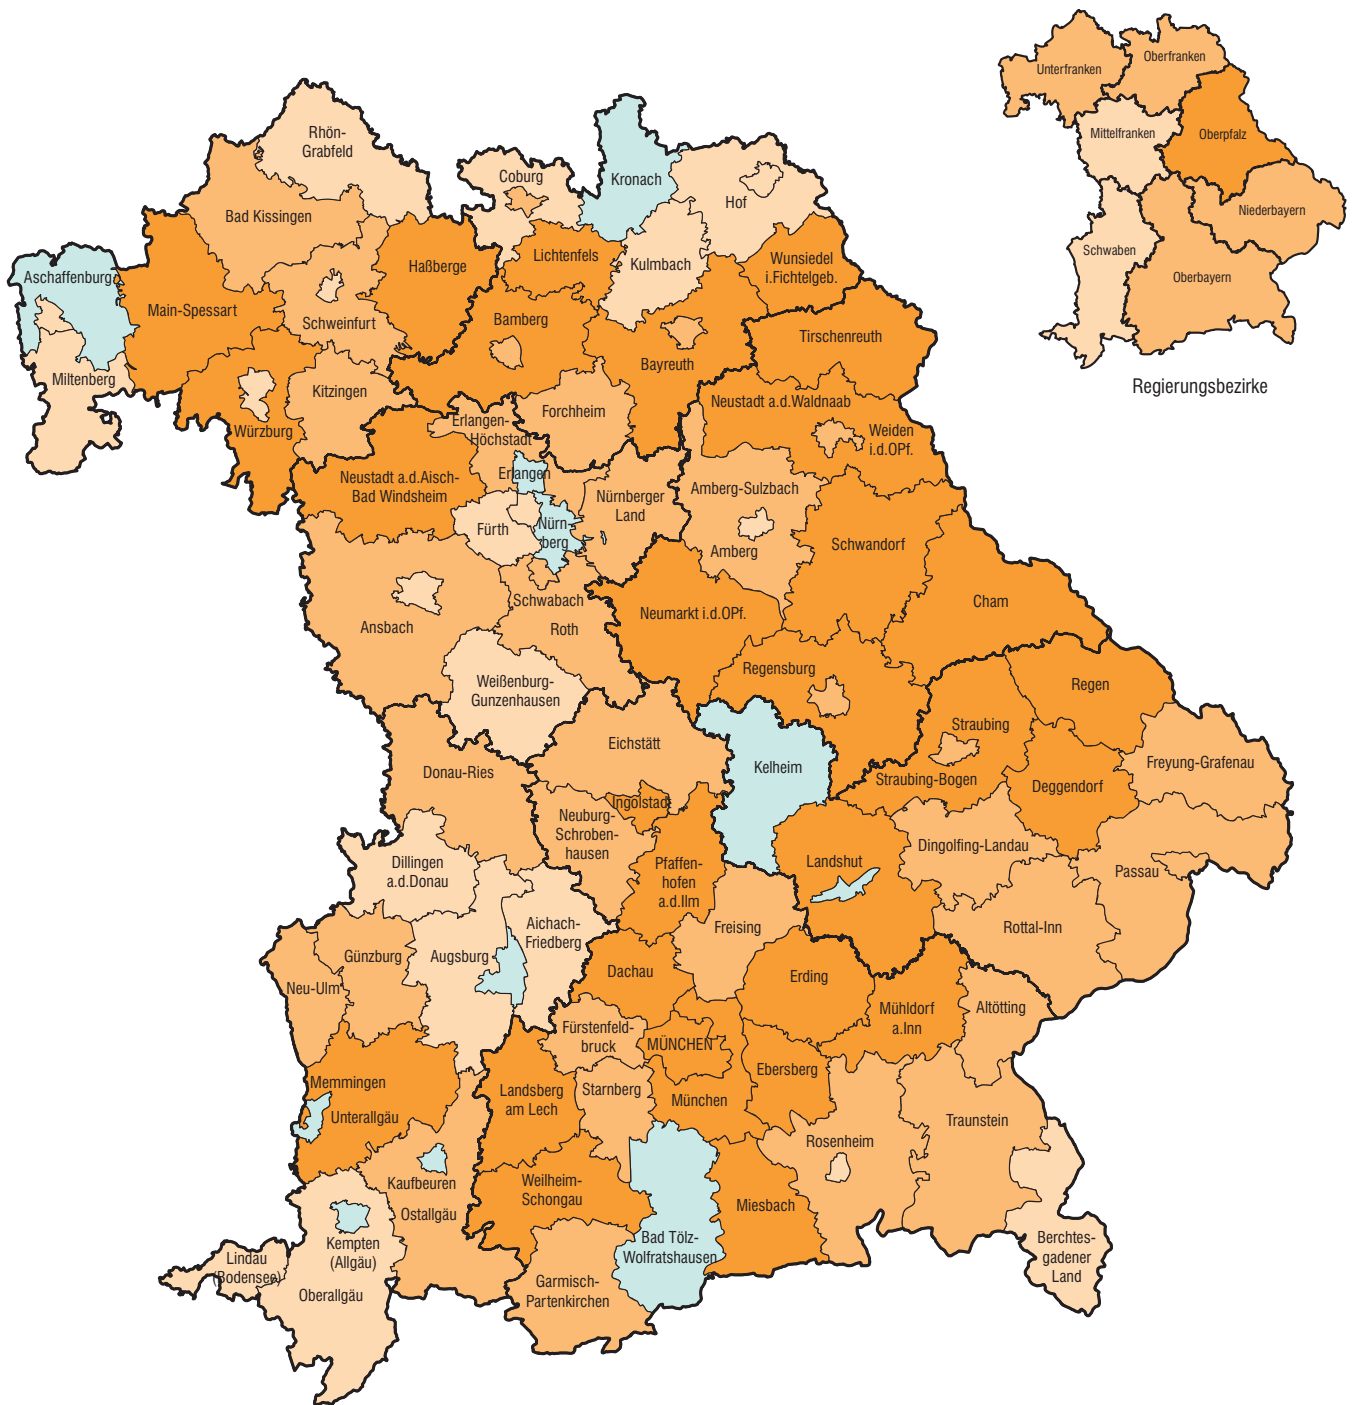 Unterfranken
Oberfranken
Mittelfranken
Oberpfalz
Niederbayern
Schwaben
Oberbayern
Regierungsbezirke
Rhön-
Grabfeld
Coburg
Kronach
Hof
Bad Kissingen
Aschaffenburg
Haßberge
Lichtenfels
Kulmbach
Wunsiedel
i.Fichtelgeb.
Main-Spessart
Schweinfurt
Bamberg
Tirschenreuth
Miltenberg
Kitzingen
Bayreuth
Würzburg
Forchheim
Neustadt a.d.Waldnaab
Erlangen-
Höchstadt
Weiden
i.d.OPf.
Neustadt a.d.Aisch-
Bad Windsheim
Erlangen
Nürnberger
Land
Amberg-Sulzbach
Fürth
Nürn
berg
Amberg
Schwandorf
Schwabach
Roth
Ansbach
Neumarkt i.d.OPf.
Cham
Weißenburg-
Gunzenhausen
Regensburg
Regen
Eichstätt
Straubing
Donau-Ries
Kelheim
Straubing-Bogen
Freyung-Grafenau
Deggendorf
Ingolstadt
Neuburg-
Schroben-
hausen
Dingolfing-Landau
Dillingen
a.d.Donau
Pfaffen-
hofen
a.d.Ilm
Landshut
Passau
Aichach-
Friedberg
Freising
Rottal-Inn
Günzburg
Augsburg
Neu-Ulm
Dachau
Erding
Mühldorf
a.Inn
Altötting
Fürstenfeld-
bruck
MÜNCHEN
Ebersberg
Memmingen
Unterallgäu
Landsberg
am Lech
Starnberg
München
Traunstein
Rosenheim
Kaufbeuren
Ostallgäu
Weilheim-
Schongau
Miesbach
Kempten
(Allgäu)
Bad Tölz-
Wolfratshausen
Berchtes-
gadener
Land
Lindau
(Bodensee)
Oberallgäu
Garmisch-
Partenkirchen